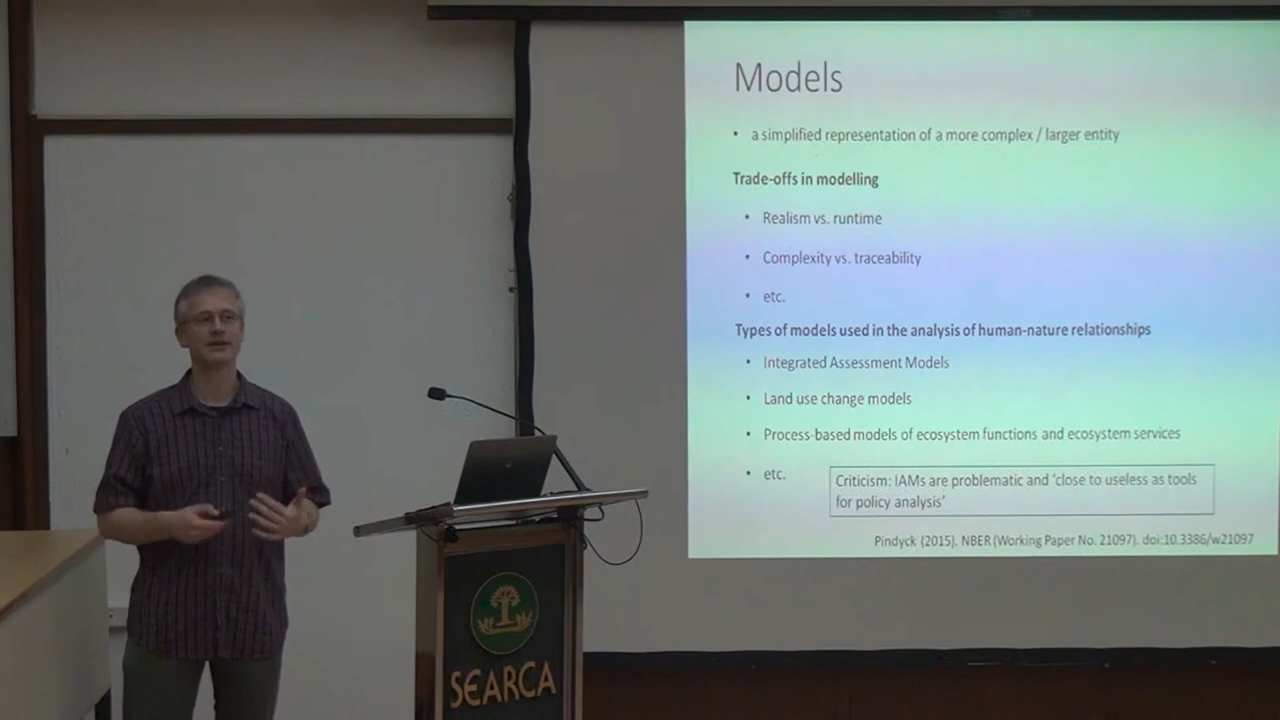 Models
• a simplified representation of a more complex / larger entity
Trade-offs in modelling
• Realism vs. runtime
• Complexity vs. traceability
• etc.
Types of models used in the analysis of human-nature relationships
• Integrated Assessment Models
• Land use change models
• Process-based models of ecosystem functions and ecosystem services
• etc.
Criticism: IAMs are problematic and ‘close to useless as tools
for policy analysis’
Pindyck (2015). NBER (Working Paper No. 21097). doi:10.3386/w21097
SEARCA